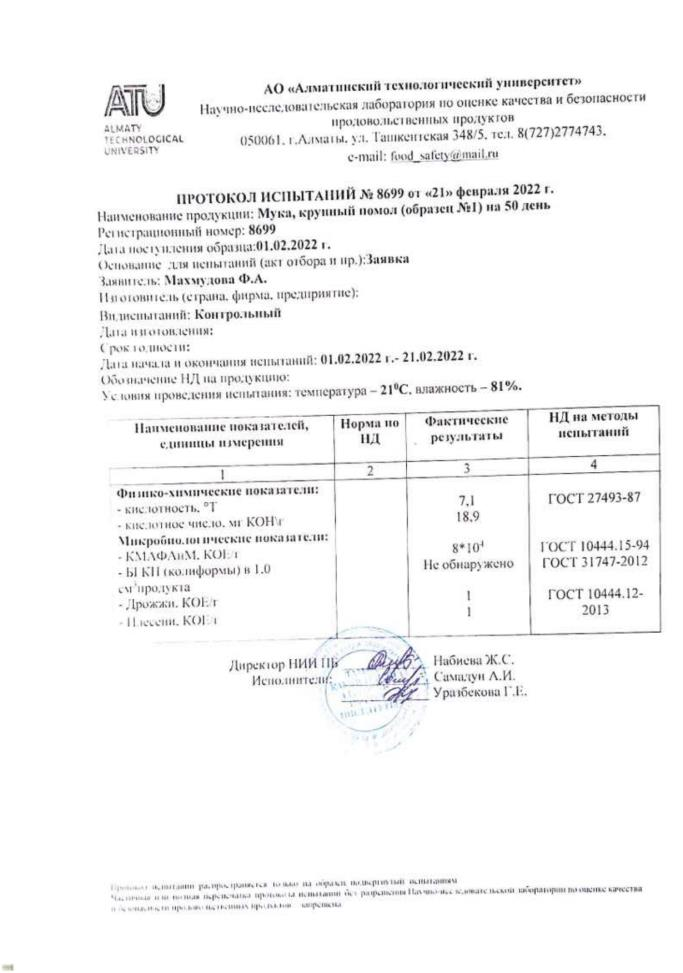 АО «Алматинский технологический университет»
ATU
ALMATY
TECHNOLOGICAL
UNIVERSITY
Научно-исследовательская лаборатория по оценке качества и безопасности
продовольственных продуктов
050061, г.Алматы, ул. Ташкентская 348/5, тел. 8(727)2774743,
e-mail: food_safety@mail.ru
ПРОТОКОЛ ИСПЫТАНИЙ № 8699 от «21» февраля 2022 г.
Наименование продукции: Мука, крупный помол (образец №1) на 50 день
Регистрационный номер: 8699
Дата поступления образца:01.02.2022 г.
Основание для испытаний (акт отбора и пр.):Заявка
Заявитель: Махмудова Ф.А.
Изготовитель (страна, фирма, предприятие):
Видиспытаний: Контрольный
Дата изготовления:
Срок годности:
Дата начала и окончания испытаний: 01.02.2022 г.- 21.02.2022 г.
Обозначение НД на продукцию:
Условия проведения испытания: температура – 21⁰С, влажность – 81%.
Наименование показателей, единицы измерения
Норма по НД
Фактические результаты
НД на методы испытаний
1 2 3 4
Физико-химические показатели:
- кислотность, °Т 7,1 ГОСТ 27493-87
- кислотное число, мг КОН\г 18,9
Микробиологические показатели:
- КМАФАнМ, КОЕ/г 8*10⁴ ГОСТ 10444.15-94
- БГКП (колиформы) в 1,0 Не обнаружено ГОСТ 31747-2012
см³продукта
- Дрожжи, КОЕ/г 1 ГОСТ 10444.12-
- Плесени, КОЕ/г 1 2013
Директор НИИ ПБ Набиева Ж.С.
Исполнители: Самадун А.И.
Уразбекова Г.Е.
Протокол испытаний распространяется только на образец, подвергнутый испытаниям
Частичная или полная перепечатка протокола испытаний без разрешения Научно-исследовательской лаборатории по оценке качества
и безопасности продовольственных продуктов запрещена